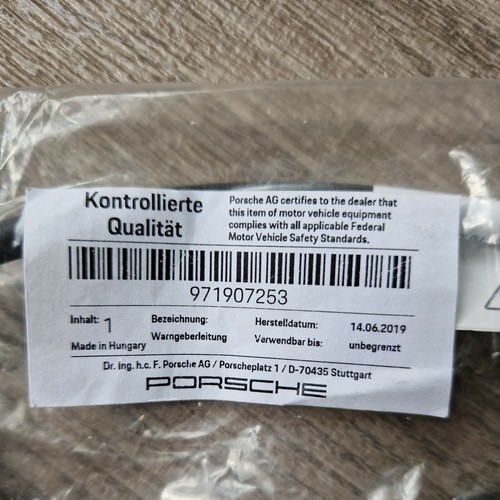 Kontrollierte
Qualität
Porsche AG certifies to the dealer that
this item of motor vehicle equipment
complies with all applicable Federal
Motor Vehicle Safety Standards.
971907253
Inhalt: 1 Bezeichnung: Herstelldatum: 14.06.2019
Made in Hungary Warngeberleitung Verwendbar bis: unbegrenzt
Dr. ing. h.c. F. Porsche AG / Porscheplatz 1 / D-70435 Stuttgart
PORSCHE